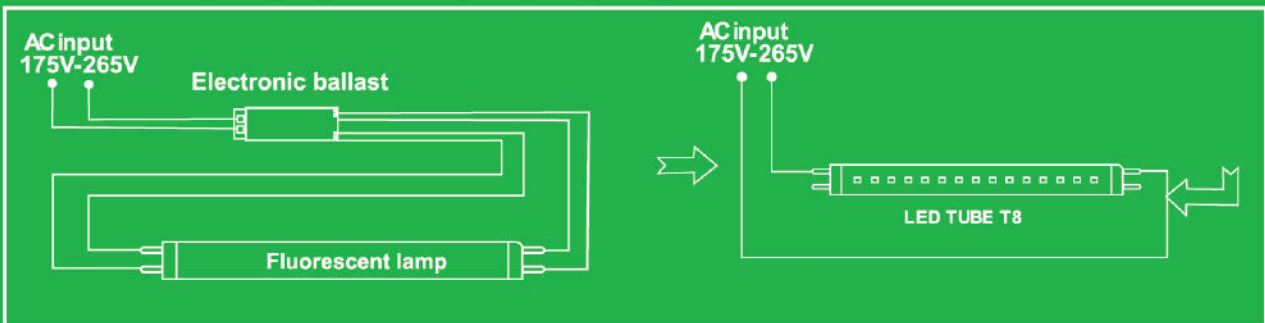 AC input
175V-265V
Electronic ballast
Fluorescent lamp
AC input
175V-265V
LED TUBE T8